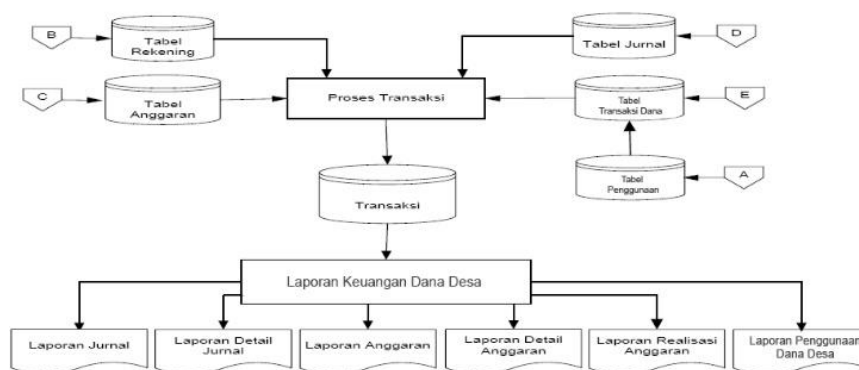 B
Tabel
Rekening
Tabel Jurnal
D
C
Tabel
Anggaran
Proses Transaksi
Tabel
Transaksi Dana
E
Tabel
Penggunaan
A
Transaksi
Laporan Keuangan Dana Desa
Laporan Jurnal
Laporan Detail
Jurnal
Laporan Anggaran
Laporan Detail
Anggaran
Laporan Realisasi
Anggaran
Laporan Penggunaan
Dana Desa